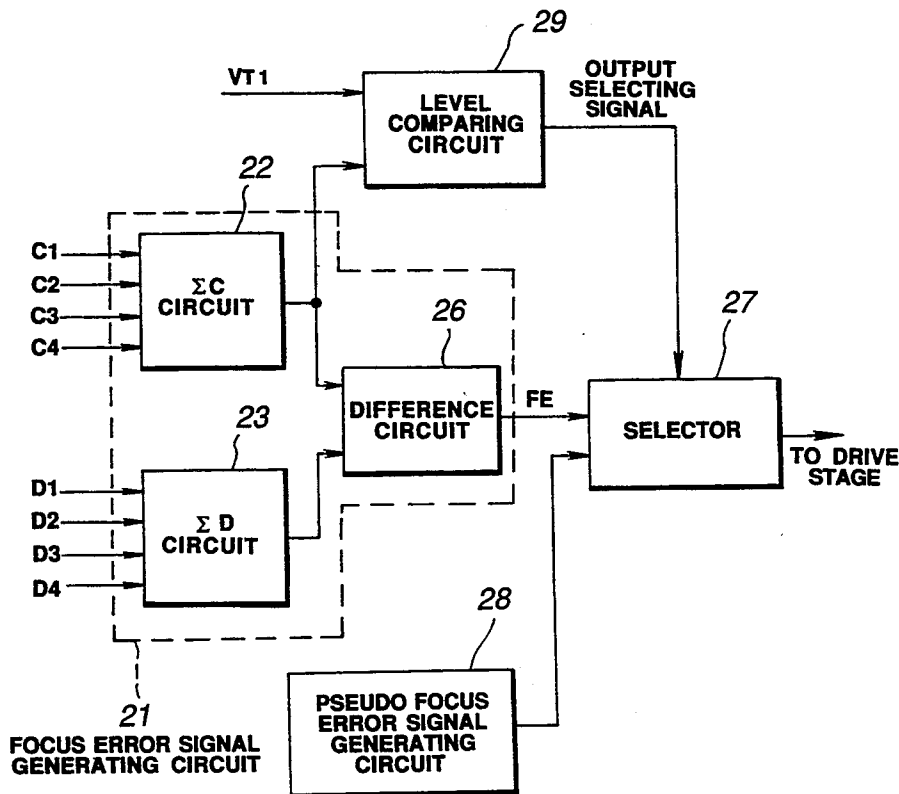 29
VT1
LEVEL
COMPARING
CIRCUIT
OUTPUT
SELECTING
SIGNAL
22
C1
C2
C3
C4
ΣC
CIRCUIT
26
DIFFERENCE
CIRCUIT
FE
27
SELECTOR
TO DRIVE
STAGE
23
D1
D2
D3
D4
Σ D
CIRCUIT
28
PSEUDO FOCUS
ERROR SIGNAL
GENERATING
CIRCUIT
21
FOCUS ERROR SIGNAL
GENERATING CIRCUIT